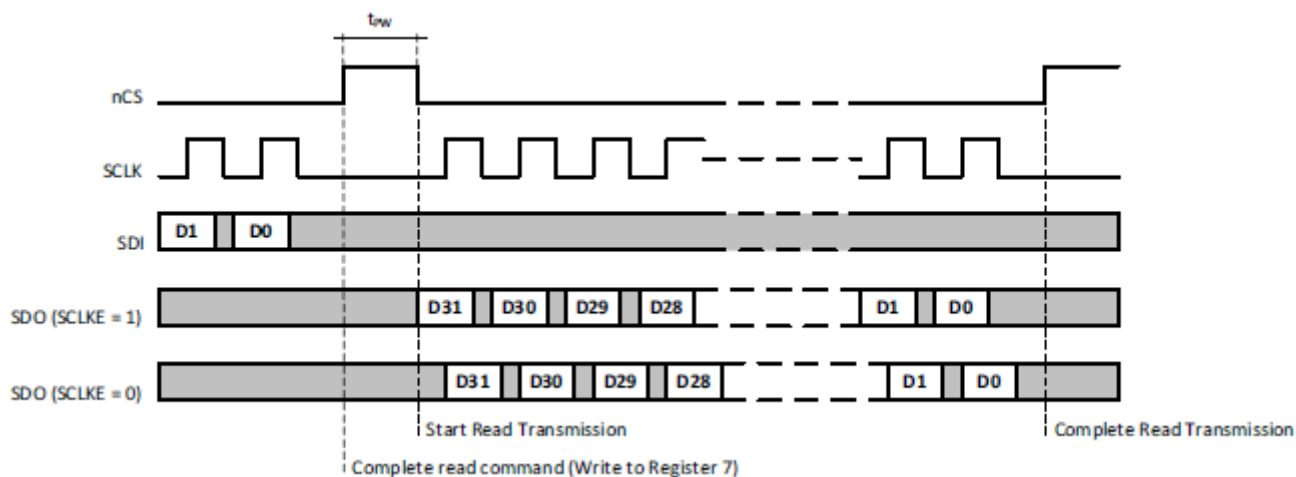 tPW
nCS
SCLK
SDI D1 D0
SDO (SCLKE = 1) D31 D30 D29 D28 D1 D0
SDO (SCLKE = 0) D31 D30 D29 D28 D1 D0
Start Read Transmission Complete Read Transmission
Complete read command (Write to Register 7)